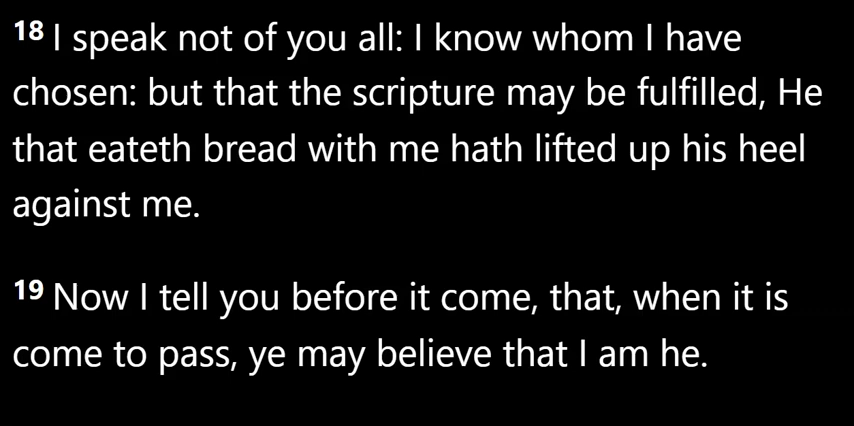 18 I speak not of you all: I know whom I have
chosen: but that the scripture may be fulfilled, He
that eateth bread with me hath lifted up his heel
against me.
19 Now I tell you before it come, that, when it is
come to pass, ye may believe that I am he.